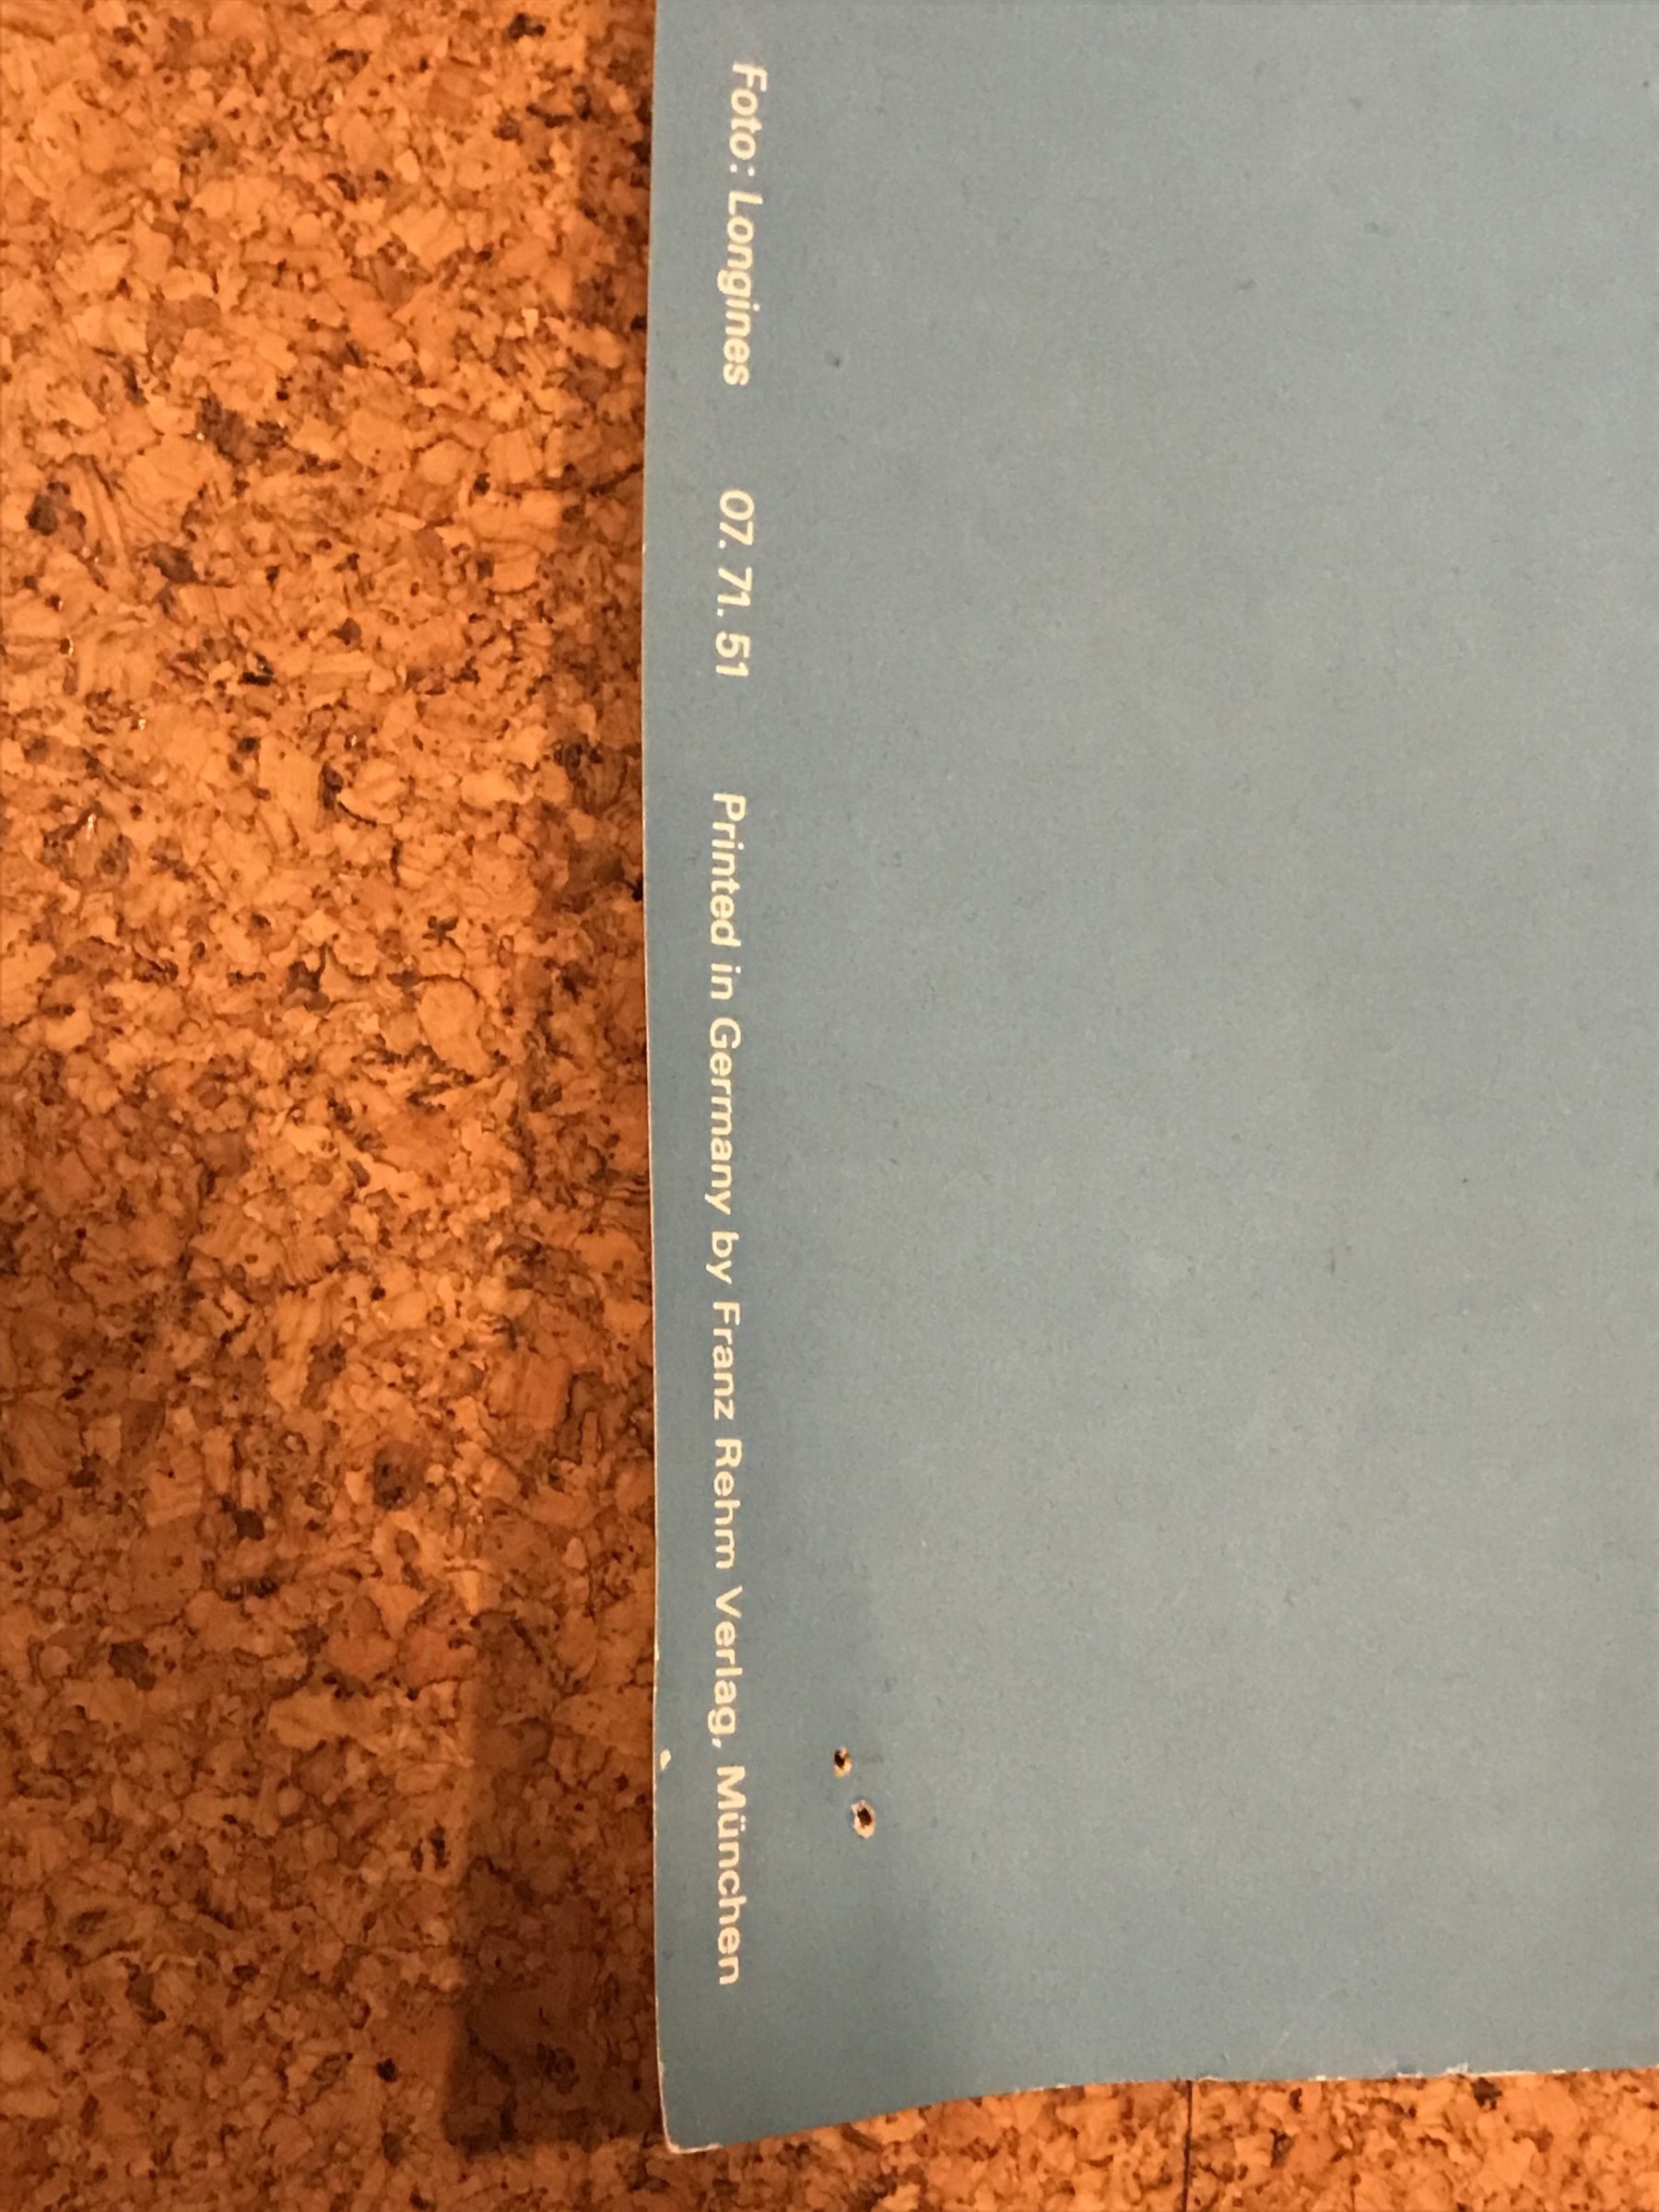 Foto: Longines 07. 71. 51 Printed in Germany by Franz Rehm Verlag, München